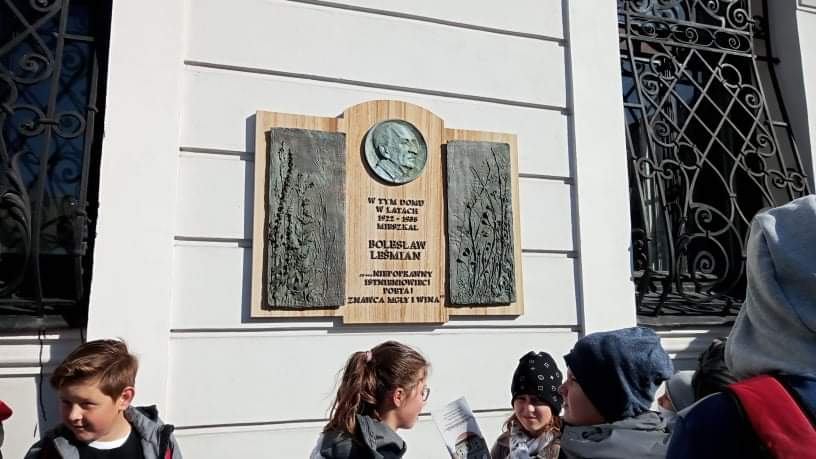 W TYM DOMU
W LATACH
1922 - 1935
MIESZKAŁ
BOLESŁAW
LEŚMIAN
„...NIEPOPRAWNY
ISTNIENIOWIEC!
POETA!
ZNAWCA MGŁY I WINA”